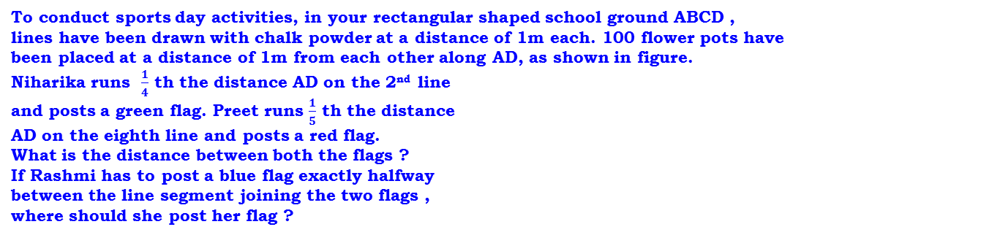 To conduct sports day activities, in your rectangular shaped school ground ABCD ,
lines have been drawn with chalk powder at a distance of 1m each. 100 flower pots have
been placed at a distance of 1m from each other along AD, as shown in figure.
Niharika runs 1/4 th the distance AD on the 2nd line
and posts a green flag. Preet runs 1/5 th the distance
AD on the eighth line and posts a red flag.
What is the distance between both the flags ?
If Rashmi has to post a blue flag exactly halfway
between the line segment joining the two flags ,
where should she post her flag ?